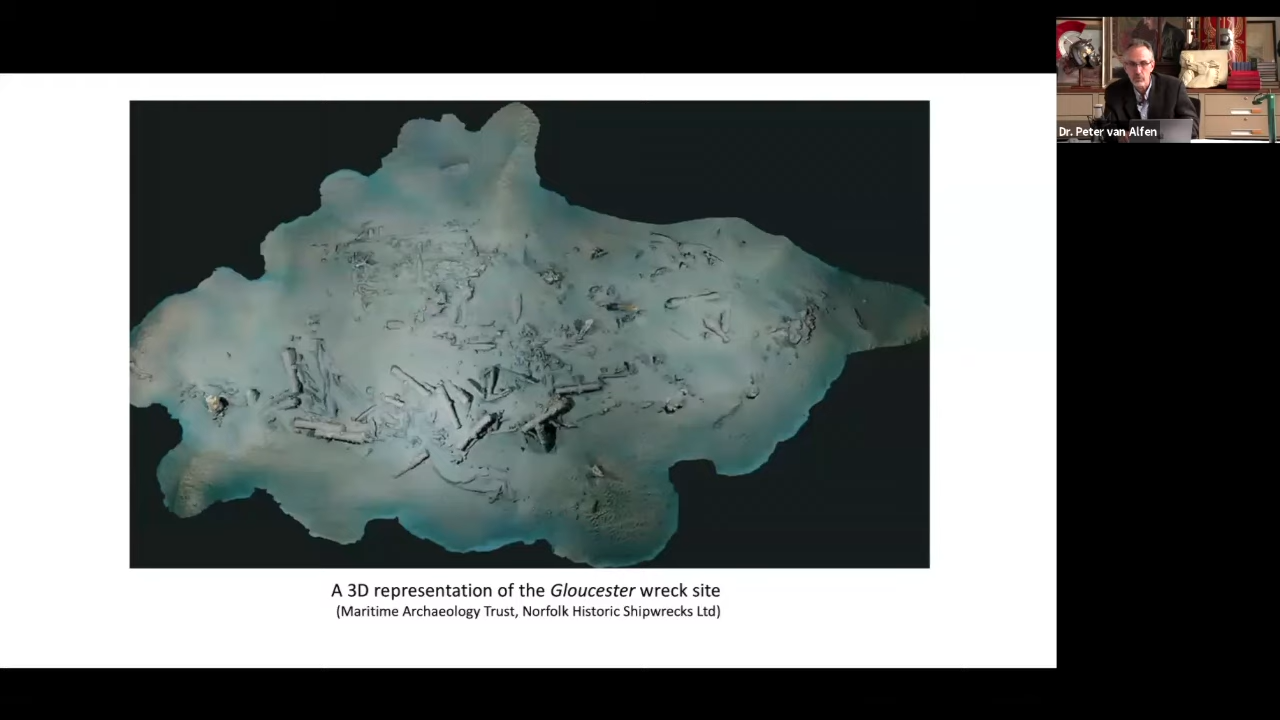 Dr. Peter van Alfen
A 3D representation of the Gloucester wreck site
(Maritime Archaeology Trust, Norfolk Historic Shipwrecks Ltd)